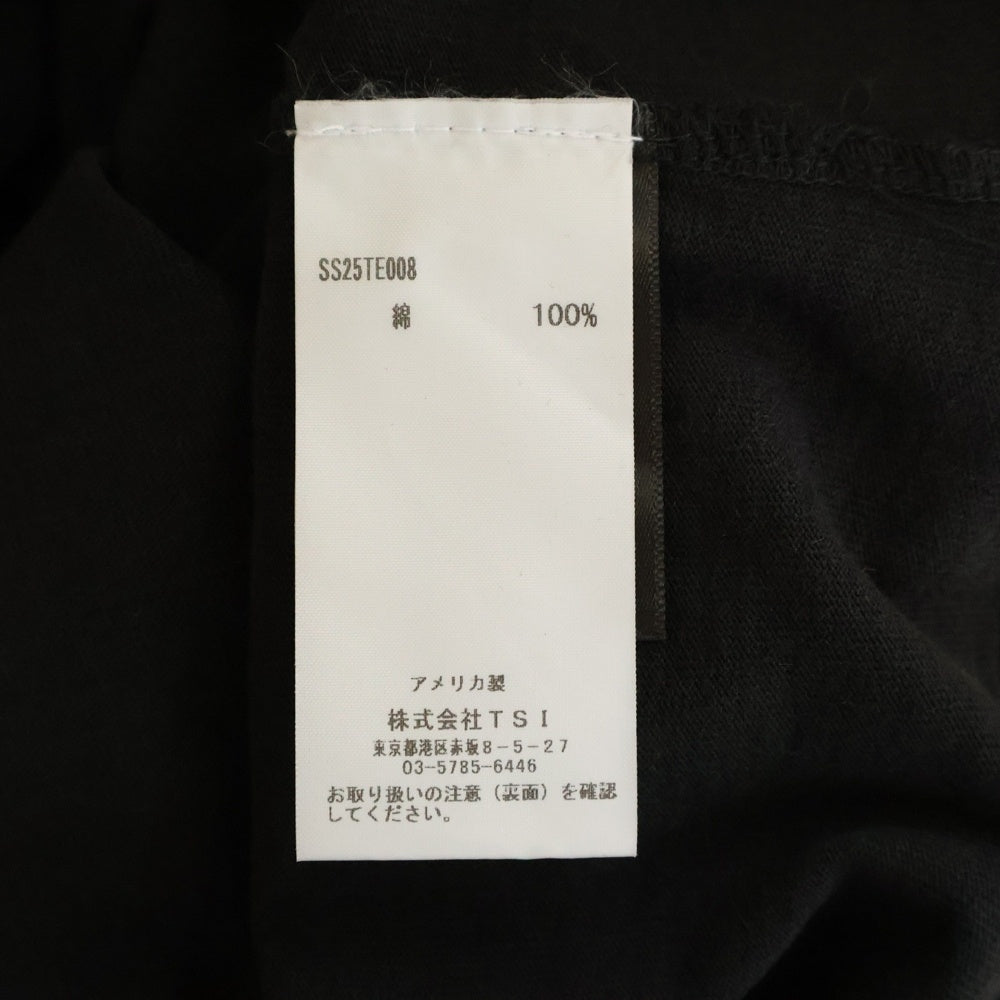 SS25TE008
綿 100%
アメリカ製
株式会社TSI
東京都港区赤坂8-5-27
03-5785-6446
お取り扱いの注意(裏面)を確認
してください。